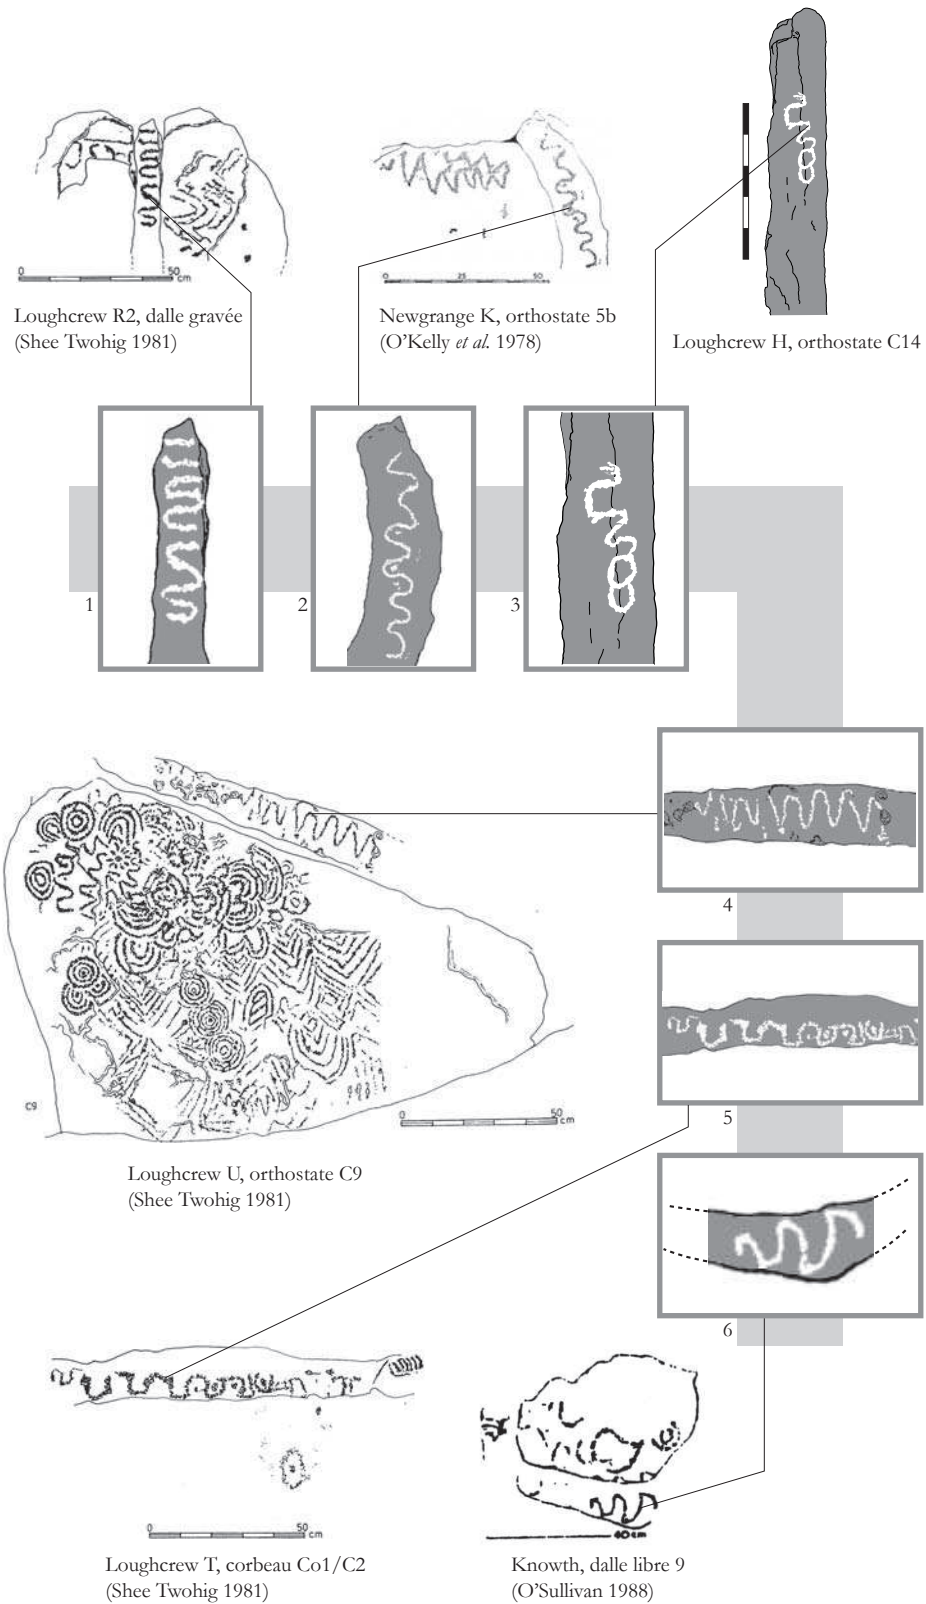 0 50
cm
Loughcrew R2, dalle gravée
(Shee Twohig 1981)
0 25 50
Newgrange K, orthostate 5b
(O'Kelly et al. 1978)
Loughcrew H, orthostate C14
1
2
3
4
5
6
C9
0 50
cm
Loughcrew U, orthostate C9
(Shee Twohig 1981)
0 50
cm
Loughcrew T, corbeau Co1/C2
(Shee Twohig 1981)
40cm
Knowth, dalle libre 9
(O'Sullivan 1988)